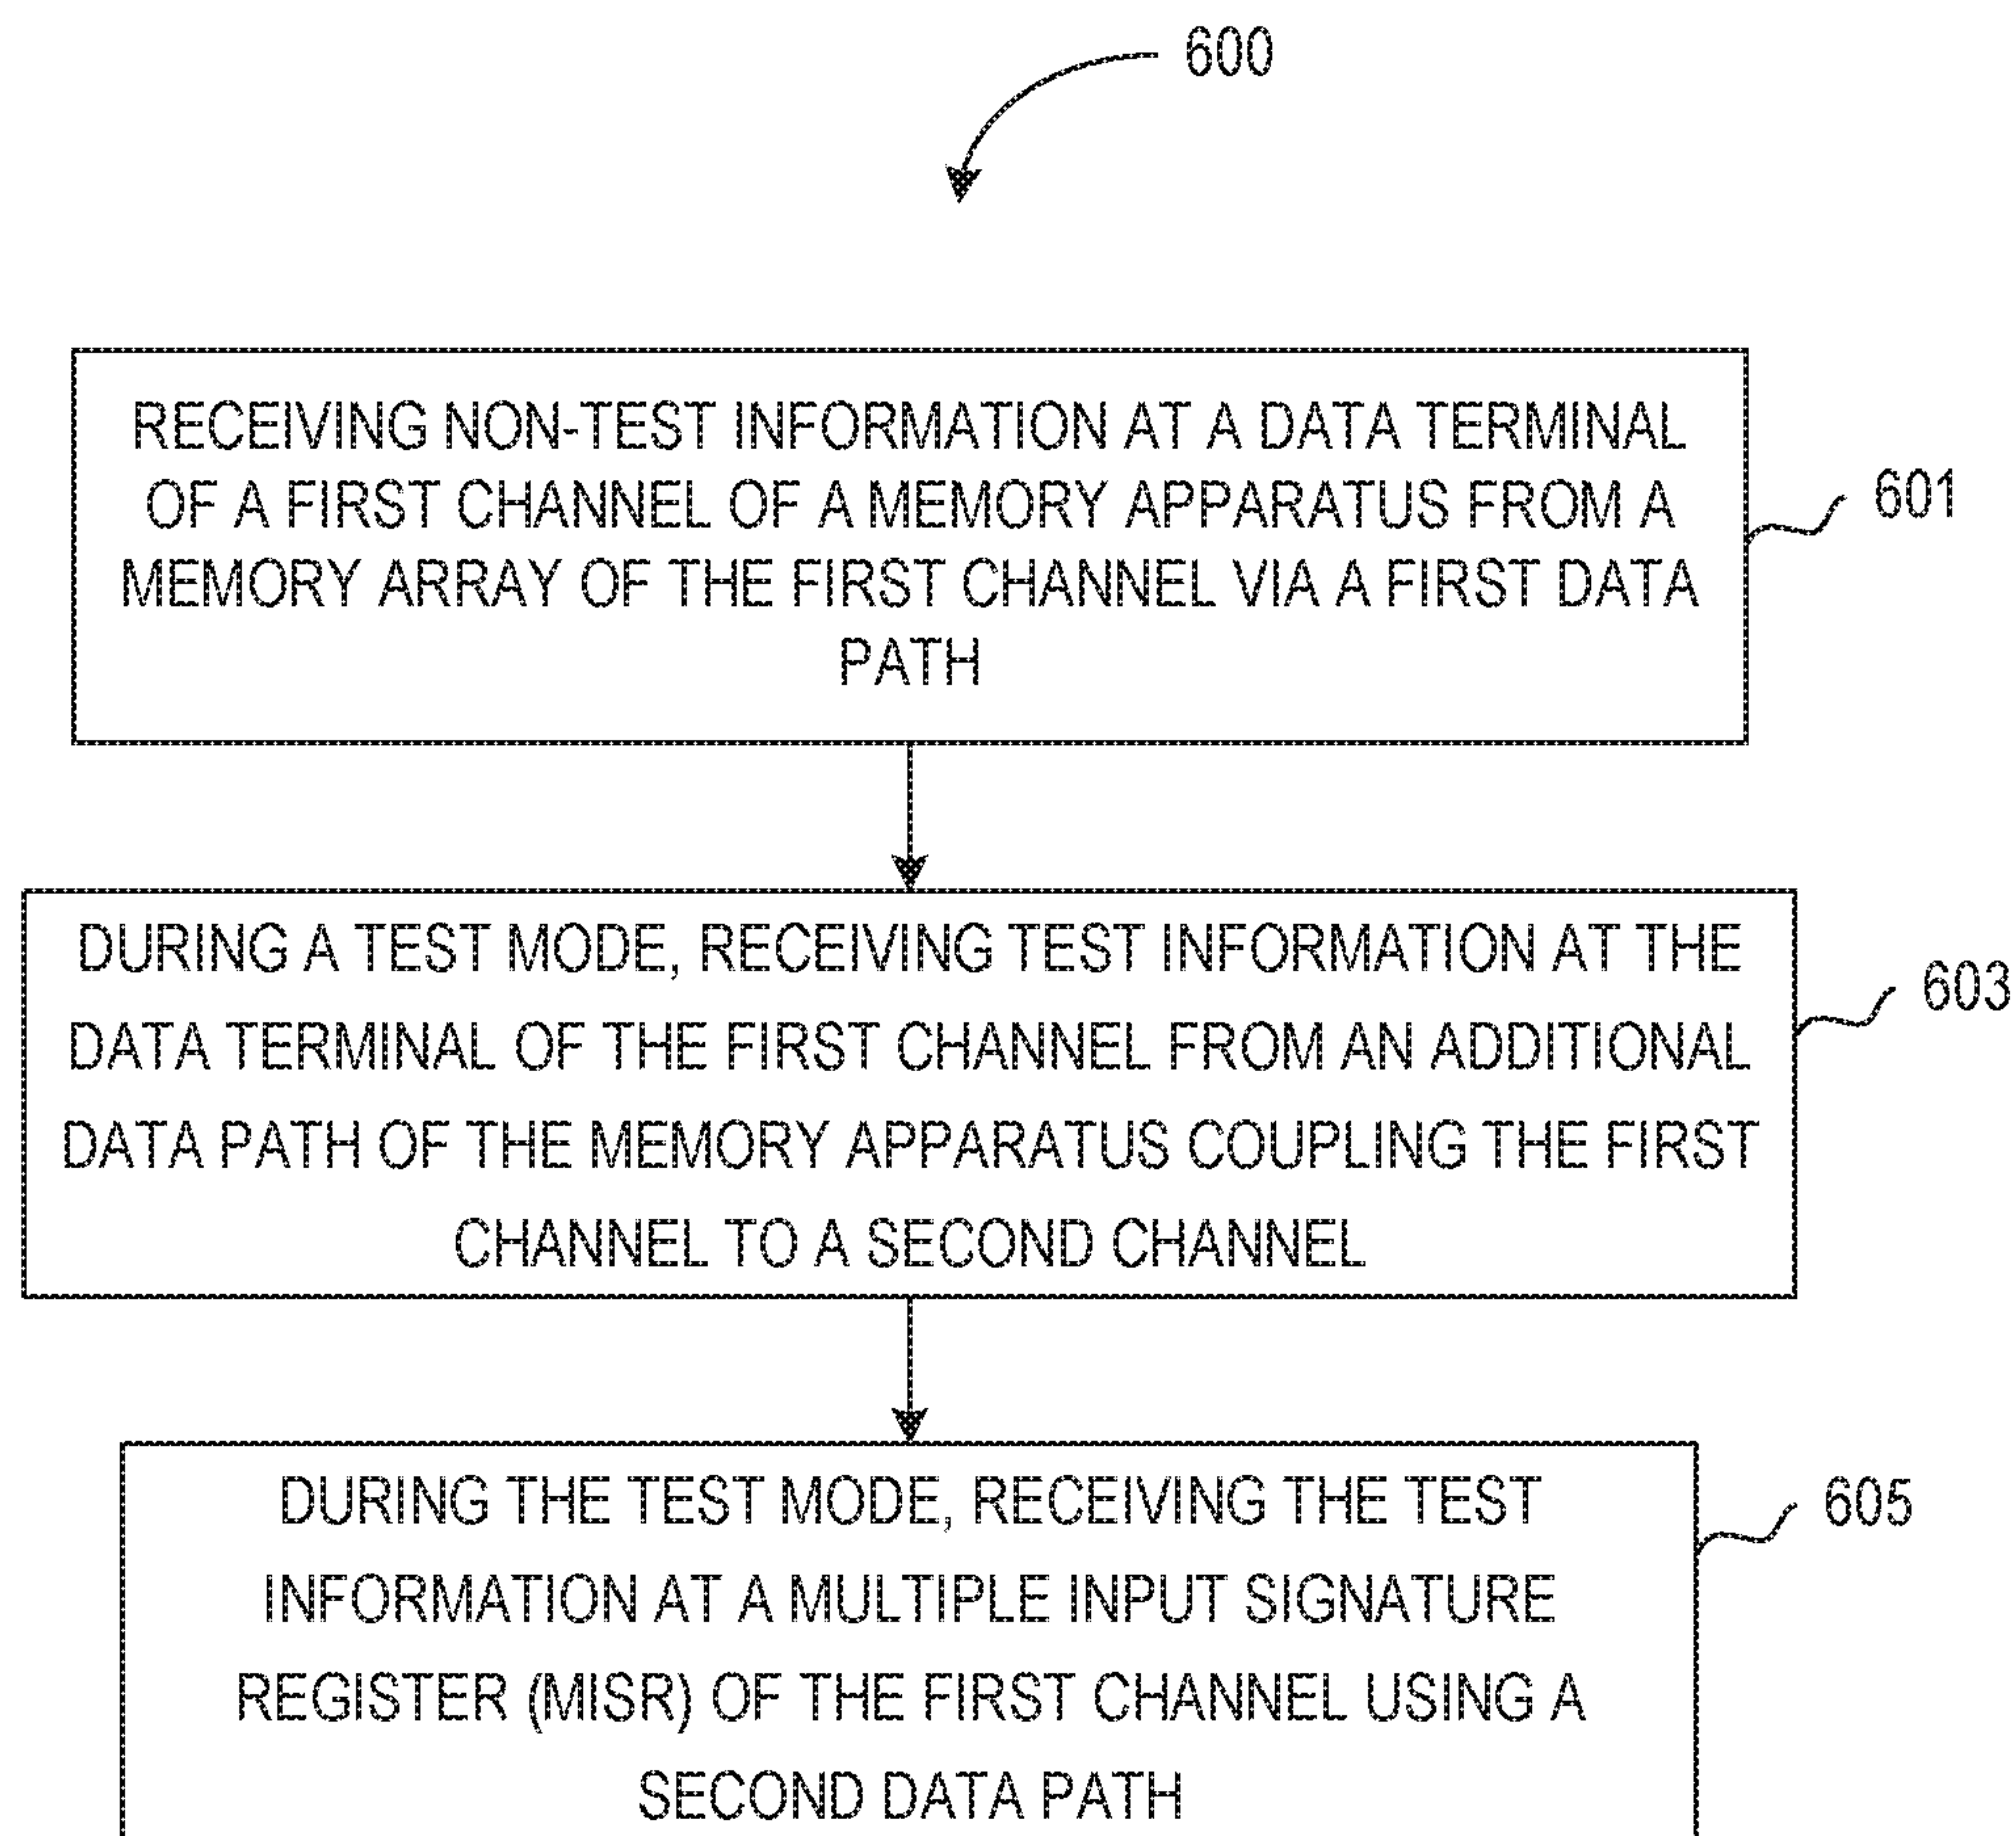 600
RECEIVING NON-TEST INFORMATION AT A DATA TERMINAL
OF A FIRST CHANNEL OF A MEMORY APPARATUS FROM A
MEMORY ARRAY OF THE FIRST CHANNEL VIA A FIRST DATA
PATH
601
DURING A TEST MODE, RECEIVING TEST INFORMATION AT THE
DATA TERMINAL OF THE FIRST CHANNEL FROM AN ADDITIONAL
DATA PATH OF THE MEMORY APPARATUS COUPLING THE FIRST
CHANNEL TO A SECOND CHANNEL
603
DURING THE TEST MODE, RECEIVING THE TEST
INFORMATION AT A MULTIPLE INPUT SIGNATURE
REGISTER (MISR) OF THE FIRST CHANNEL USING A
SECOND DATA PATH
605